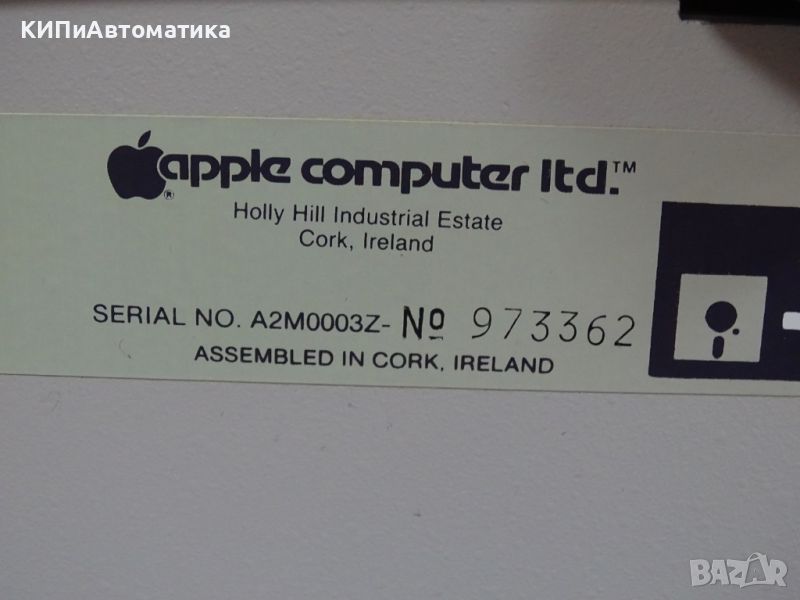 КИПиАвтоматика
apple computer ltd.™
®
Holly Hill Industrial Estate
Cork, Ireland
SERIAL NO. A2M0003Z- Nº 973362
ASSEMBLED IN CORK, IRELAND
BAZAR